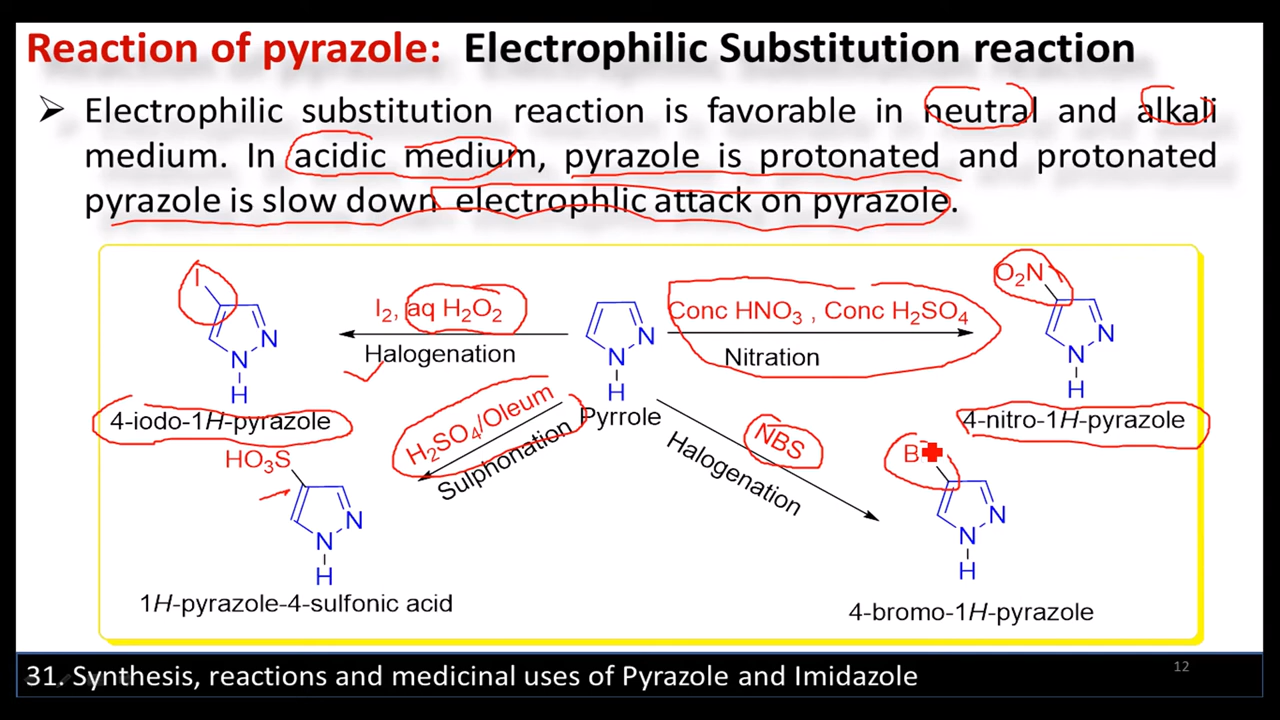 Reaction of pyrazole: Electrophilic Substitution reaction
➢ Electrophilic substitution reaction is favorable in neutral and alkali
medium. In acidic medium, pyrazole is protonated and protonated
pyrazole is slow down electrophlic attack on pyrazole.
I
N
N
H
4-iodo-1H-pyrazole
I2, aq H2O2
Halogenation
N
N
H
Pyrrole
Conc HNO3 , Conc H2SO4
Nitration
O2N
N
N
H
4-nitro-1H-pyrazole
H2SO4/Oleum
Sulphonation
HO3S
N
N
H
1H-pyrazole-4-sulfonic acid
NBS
Halogenation
B
N
N
H
4-bromo-1H-pyrazole
31. Synthesis, reactions and medicinal uses of Pyrazole and Imidazole
12